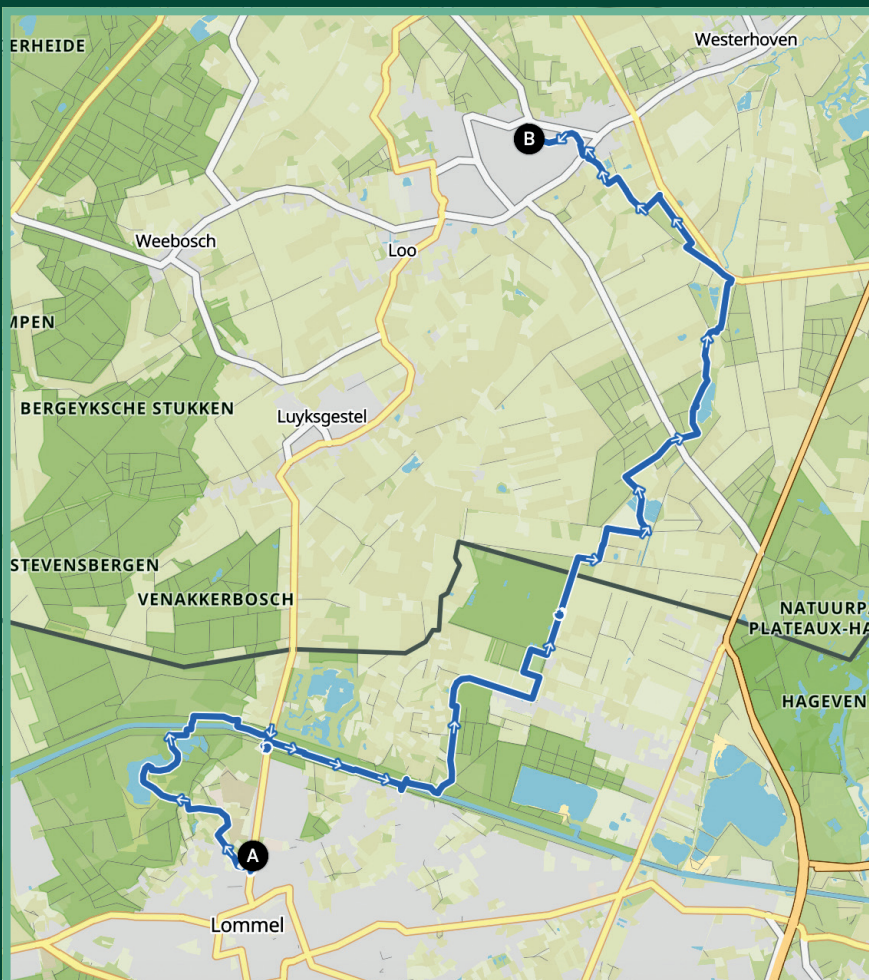 Westerhoven
ERHEIDE
B
Weebosch
Loo
MPEN
BERGEYKSCHE STUKKEN
Luyksgestel
STEVENSBERGEN
VENAKKERBOSCH
NATUURP
PLATEAUX-HA
HAGEVEN
A
Lommel